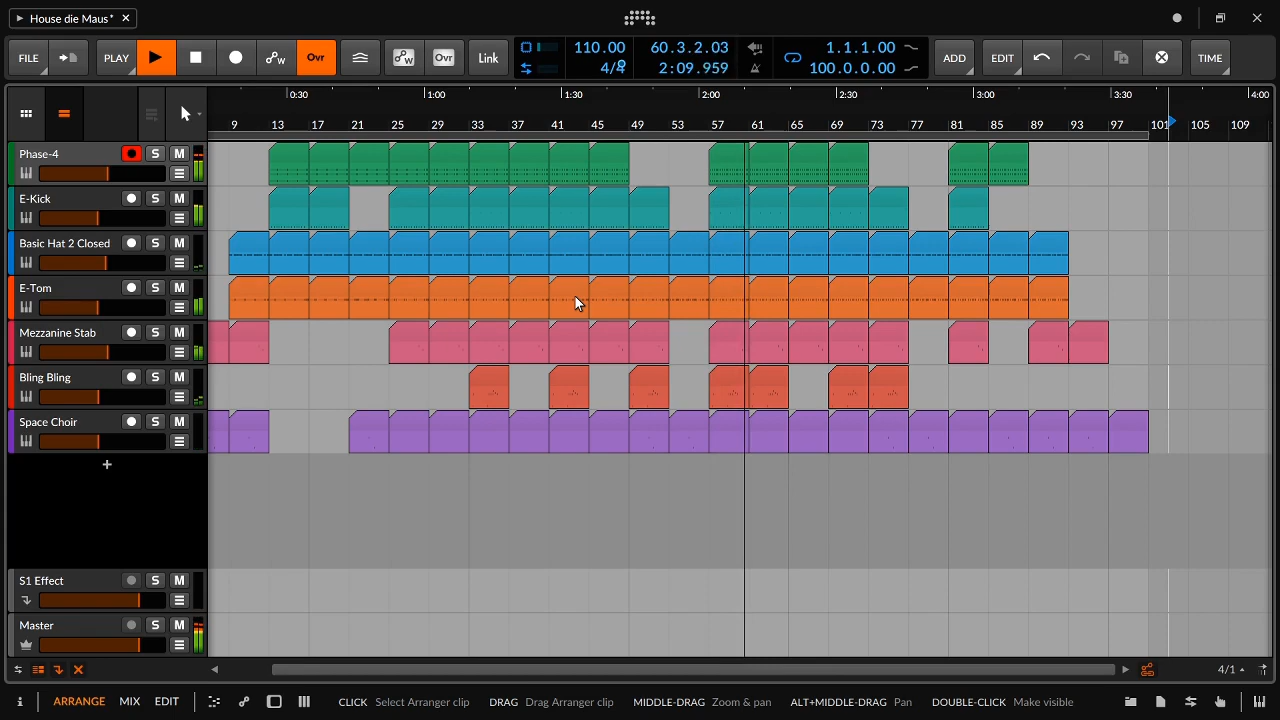 House die Maus*
FILE
PLAY
Ovr
Ovr
Link
110.00
4/4
60.3.2.03
2:09.959
1.1.1.00
100.0.0.00
ADD
EDIT
TIME
0:30 1:00 1:30 2:00 2:30 3:00 3:30 4:00
9 13 17 21 25 29 33 37 41 45 49 53 57 61 65 69 73 77 81 85 89 93 97 101 105 109
Phase-4 S M
E-Kick S M
Basic Hat 2 Closed S M
E-Tom S M
Mezzanine Stab S M
Bling Bling S M
Space Choir S M
S1 Effect S M
Master S M
4/1
ARRANGE MIX EDIT
CLICK Select Arranger clip DRAG Drag Arranger clip MIDDLE-DRAG Zoom & pan ALT+MIDDLE-DRAG Pan DOUBLE-CLICK Make visible